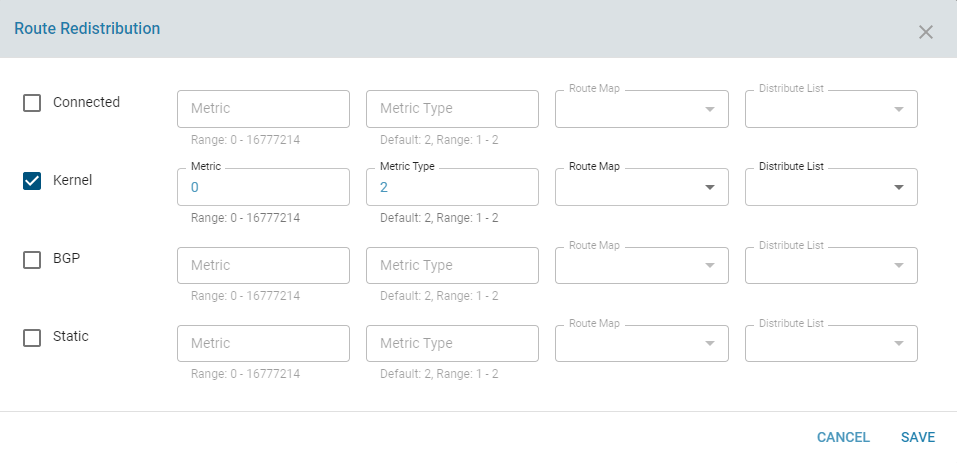 Route Redistribution
Connected
Metric
Metric Type
Route Map
Distribute List
Range: 0 - 16777214
Default: 2, Range: 1 - 2
Kernel
Metric
0
Metric Type
2
Route Map
Distribute List
Range: 0 - 16777214
Default: 2, Range: 1 - 2
BGP
Metric
Metric Type
Route Map
Distribute List
Range: 0 - 16777214
Default: 2, Range: 1 - 2
Static
Metric
Metric Type
Route Map
Distribute List
Range: 0 - 16777214
Default: 2, Range: 1 - 2
CANCEL
SAVE